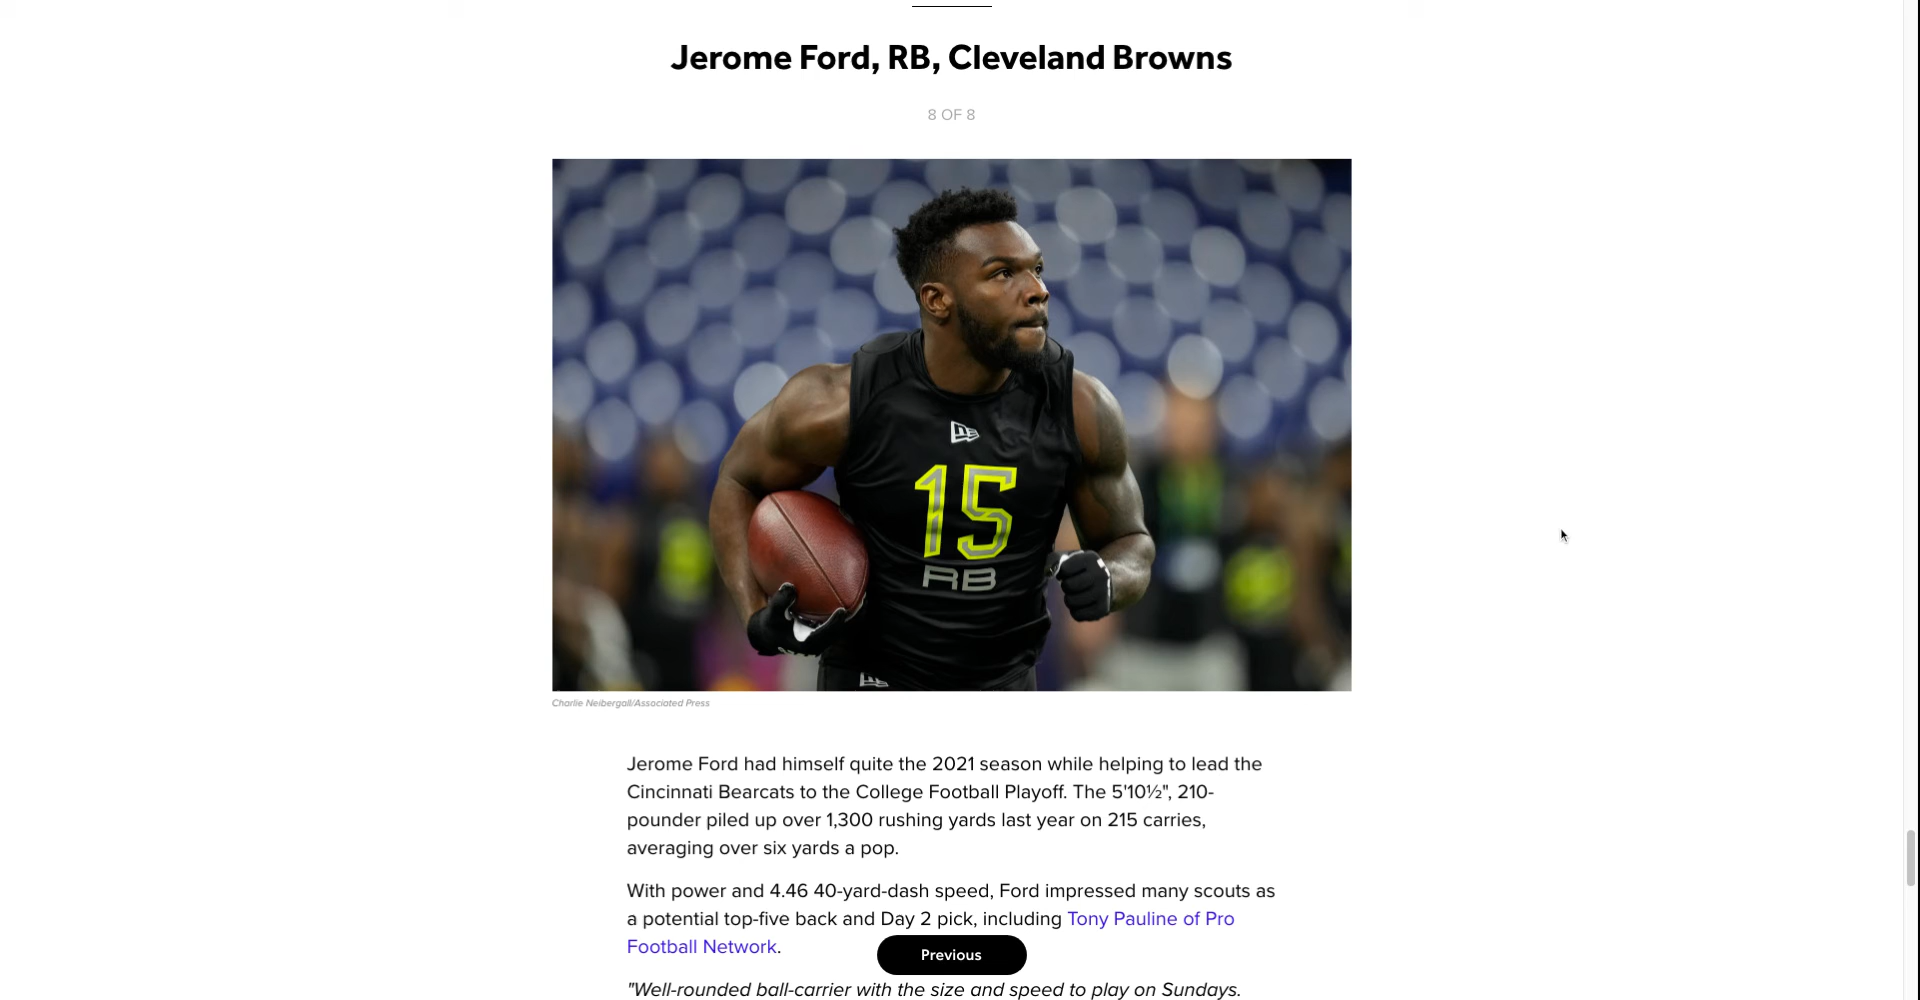 Jerome Ford, RB, Cleveland Browns
8 OF 8
15
RB
Charlie Neibergall/Associated Press
Jerome Ford had himself quite the 2021 season while helping to lead the
Cincinnati Bearcats to the College Football Playoff. The 5'10½", 210-
pounder piled up over 1,300 rushing yards last year on 215 carries,
averaging over six yards a pop.
With power and 4.46 40-yard-dash speed, Ford impressed many scouts as
a potential top-five back and Day 2 pick, including Tony Pauline of Pro
Football Network.
Previous
"Well-rounded ball-carrier with the size and speed to play on Sundays.